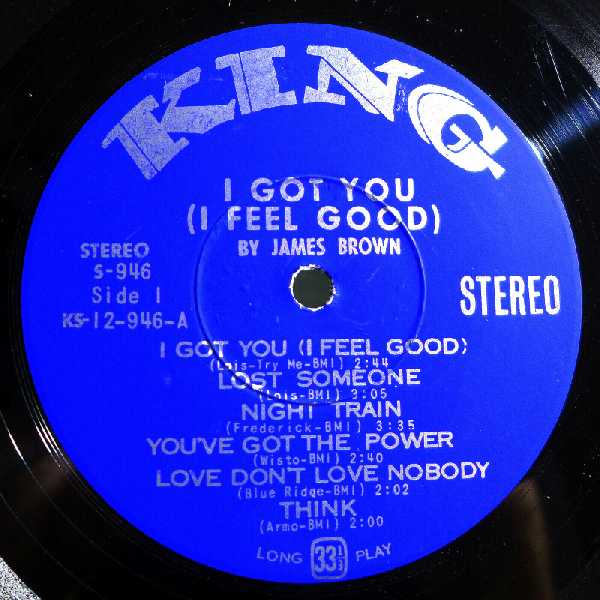 KING
I GOT YOU
(I FEEL GOOD)
BY JAMES BROWN
STEREO
S-946
Side 1
KS-12-946-A
STEREO
I GOT YOU (I FEEL GOOD)
(Lois-Try Me-BMI) 2:44
LOST SOMEONE
(Lois-BMI) 3:05
NIGHT TRAIN
(Frederick-BMI) 3:35
YOU'VE GOT THE POWER
(Wisto-BMI) 2:40
LOVE DON'T LOVE NOBODY
(Blue Ridge-BMI) 2:02
THINK
(Armo-BMI) 2:00
LONG 33⅓ PLAY